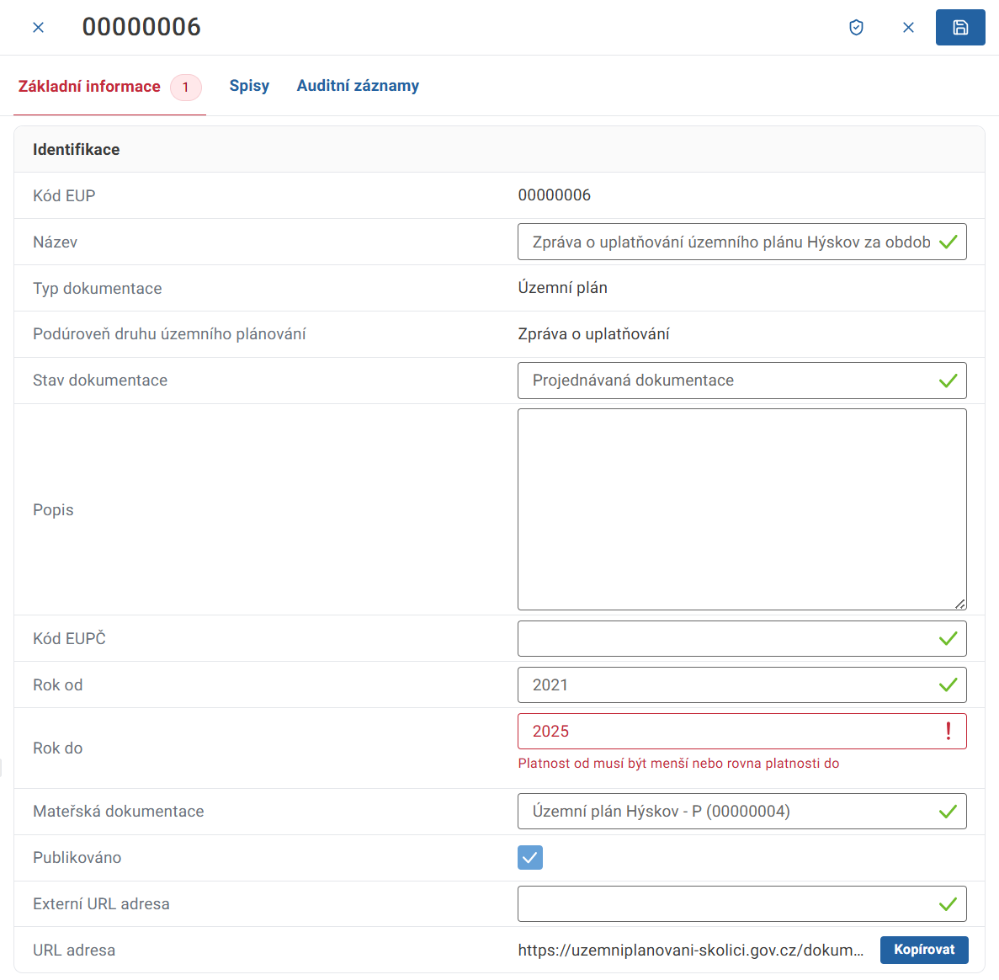 00000006
Základní informace 1 Spisy Auditní záznamy
Identifikace
Kód EUP 00000006
Název Zpráva o uplatňování územního plánu Hýskov za obdob
Typ dokumentace Územní plán
Podúroveň druhu územního plánování Zpráva o uplatňování
Stav dokumentace Projednávaná dokumentace
Popis
Kód EUPČ
Rok od 2021
Rok do 2025
Platnost od musí být menší nebo rovna platnosti do
Mateřská dokumentace Územní plán Hýskov - P (00000004)
Publikováno
Externí URL adresa
URL adresa https://uzemniplanovani-skolici.gov.cz/dokum... Kopírovat